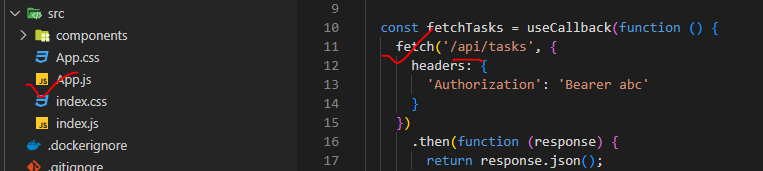 src
components
App.css
App.js
index.css
index.js
.dockerignore
.gitignore
9
10 const fetchTasks = useCallback(function () {
11 fetch('/api/tasks', {
12 headers: {
13 'Authorization': 'Bearer abc'
14 }
15 })
16 .then(function (response) {
17 return response.json();